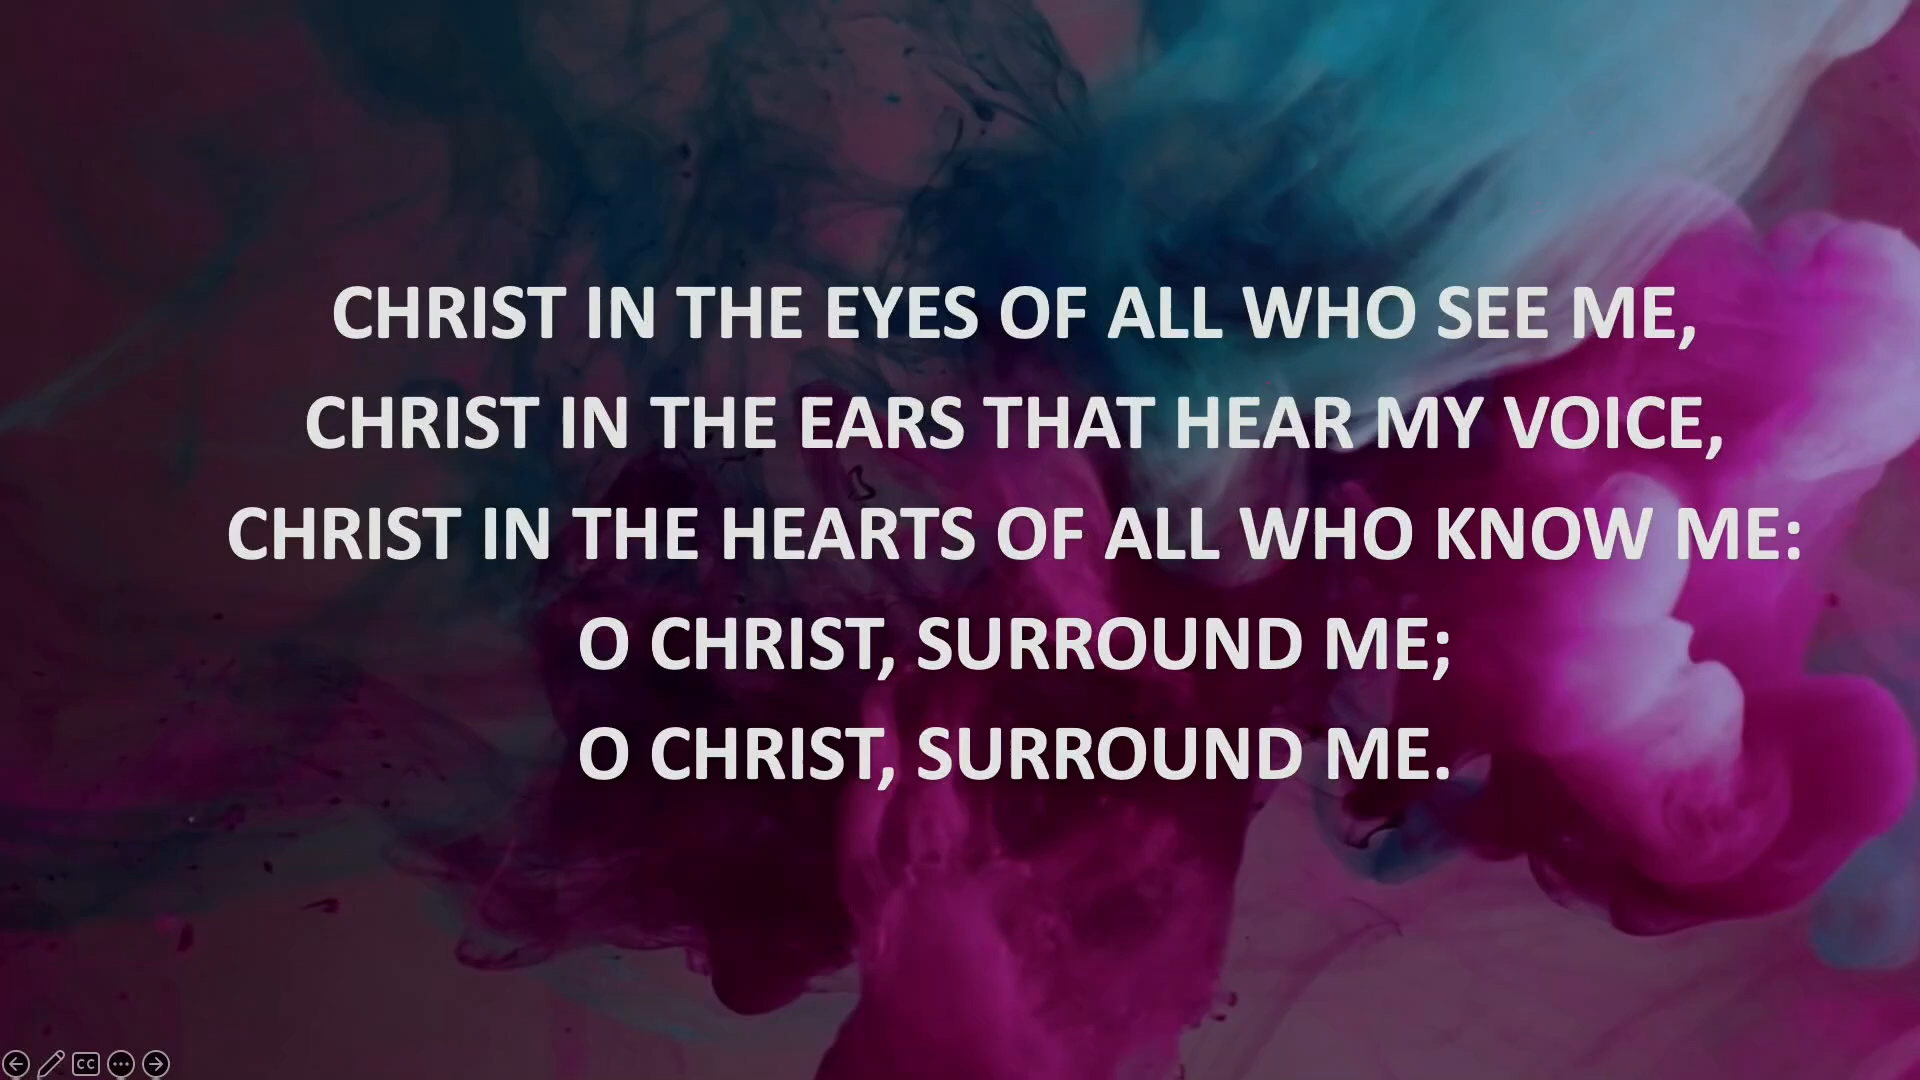 CHRIST IN THE EYES OF ALL WHO SEE ME,
CHRIST IN THE EARS THAT HEAR MY VOICE,
CHRIST IN THE HEARTS OF ALL WHO KNOW ME:
O CHRIST, SURROUND ME;
O CHRIST, SURROUND ME.
CC